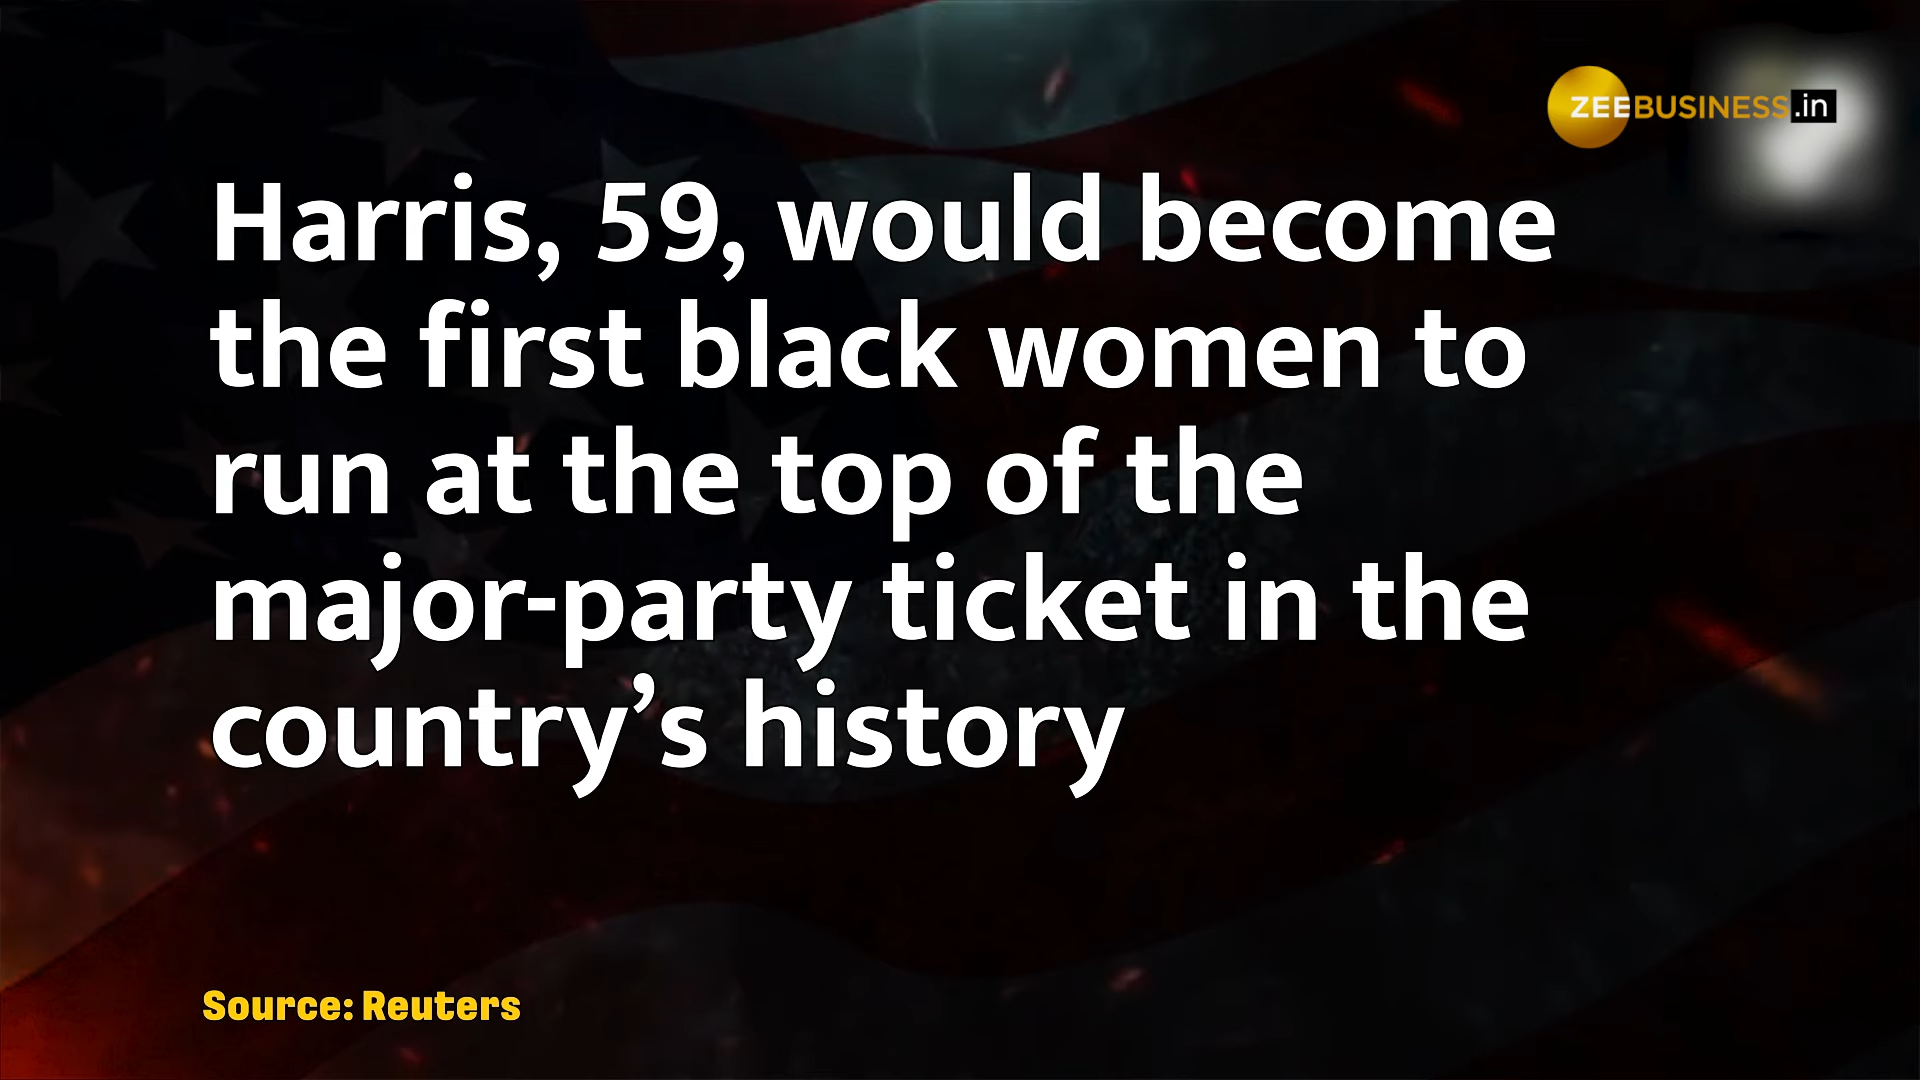 ZEEBUSINESS.in
Harris, 59, would become
the first black women to
run at the top of the
major-party ticket in the
country’s history
Source: Reuters